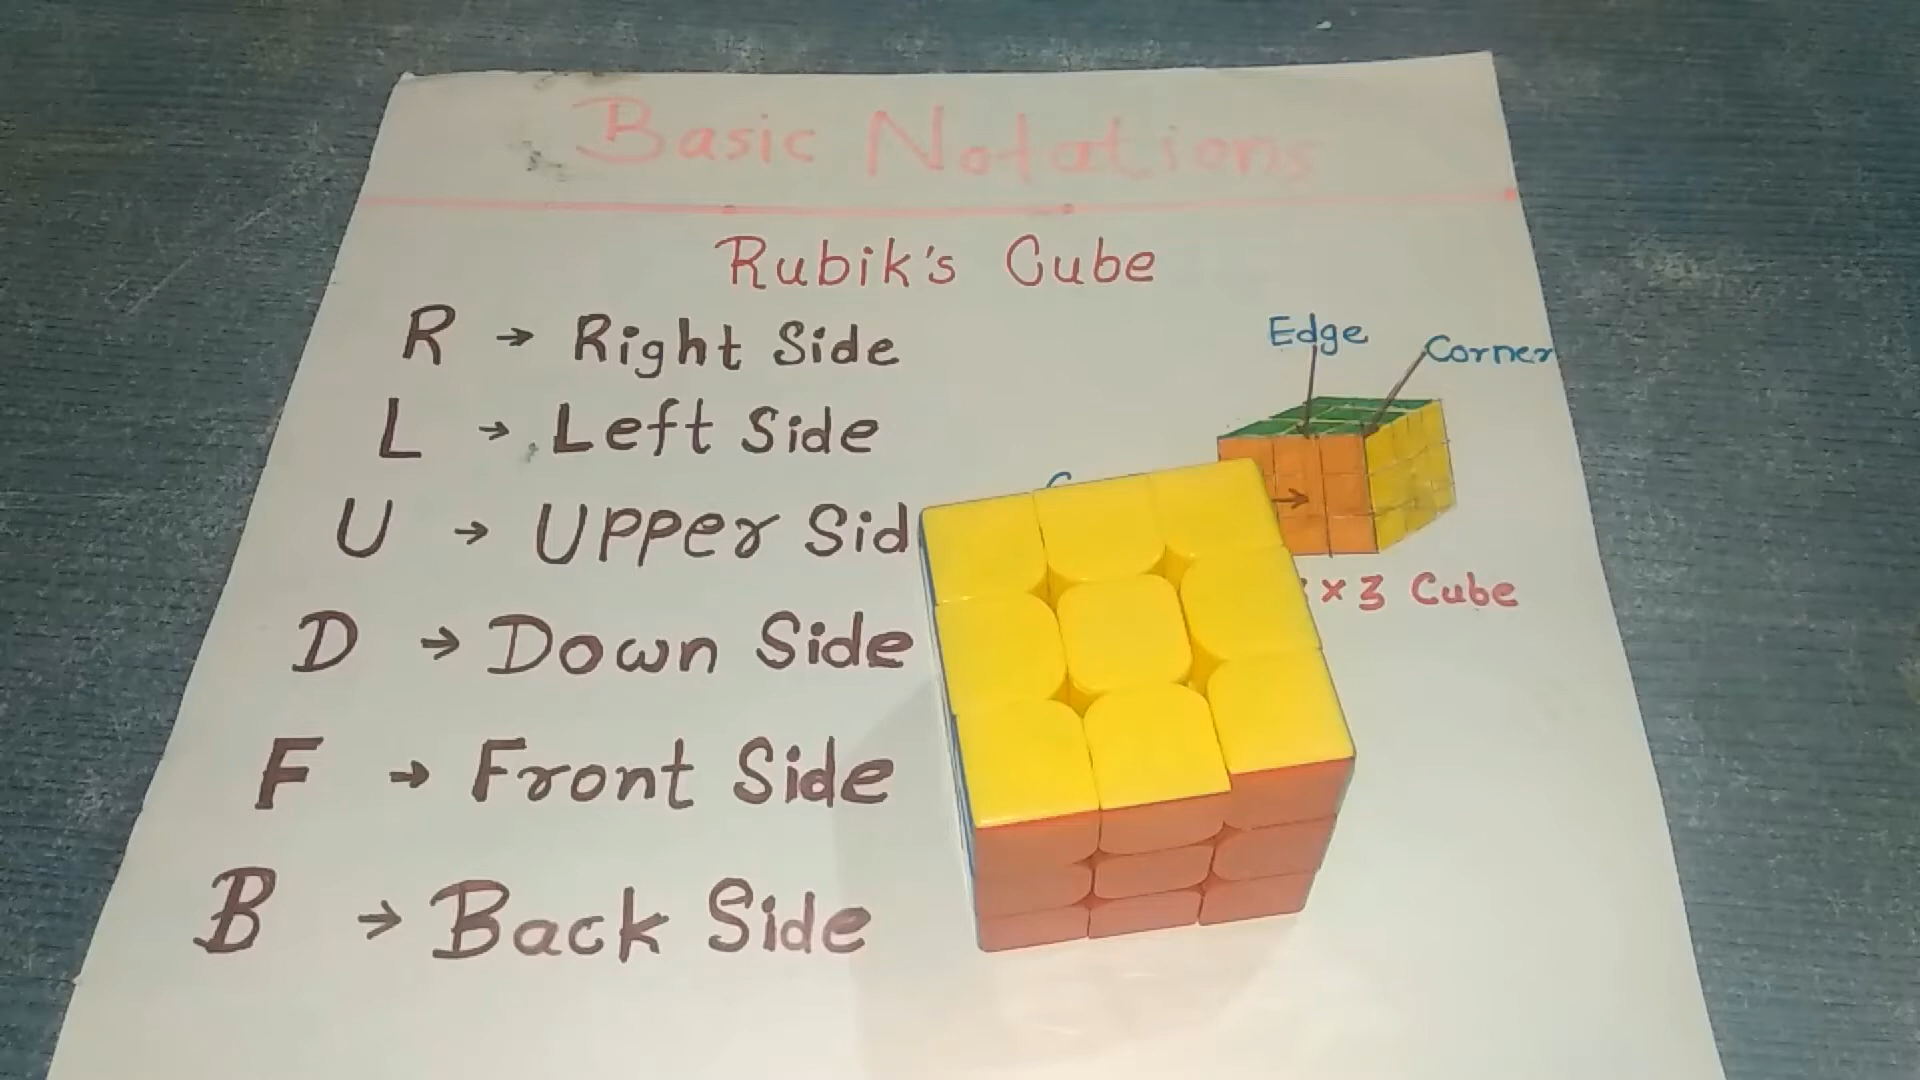 Basic Notations
Rubik's Cube
R → Right Side
L → Left Side
U → Upper Sid
D → Down Side
F → Front Side
B → Back Side
Edge
Corner
× 3 Cube